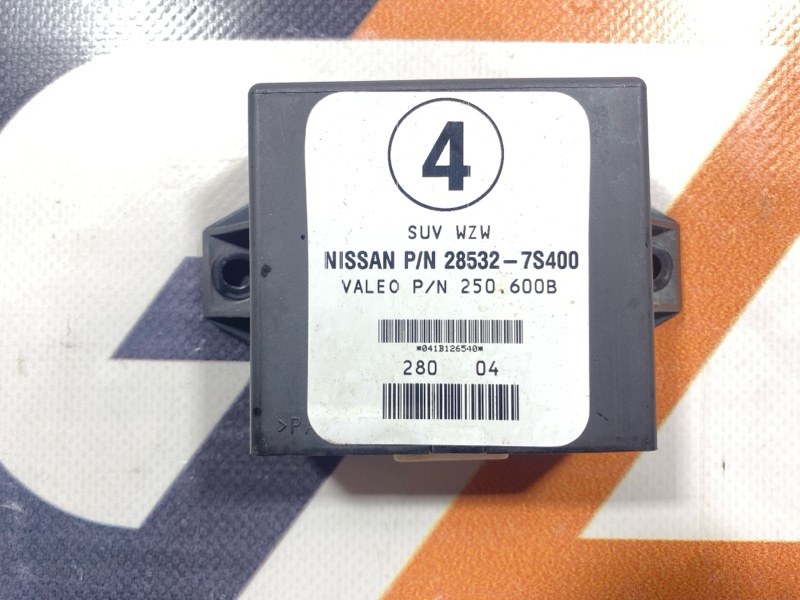 4
SUV WZW
NISSAN P/N 28532-7S400
VALEO P/N 250.600B
*041B126540*
280 04
>P